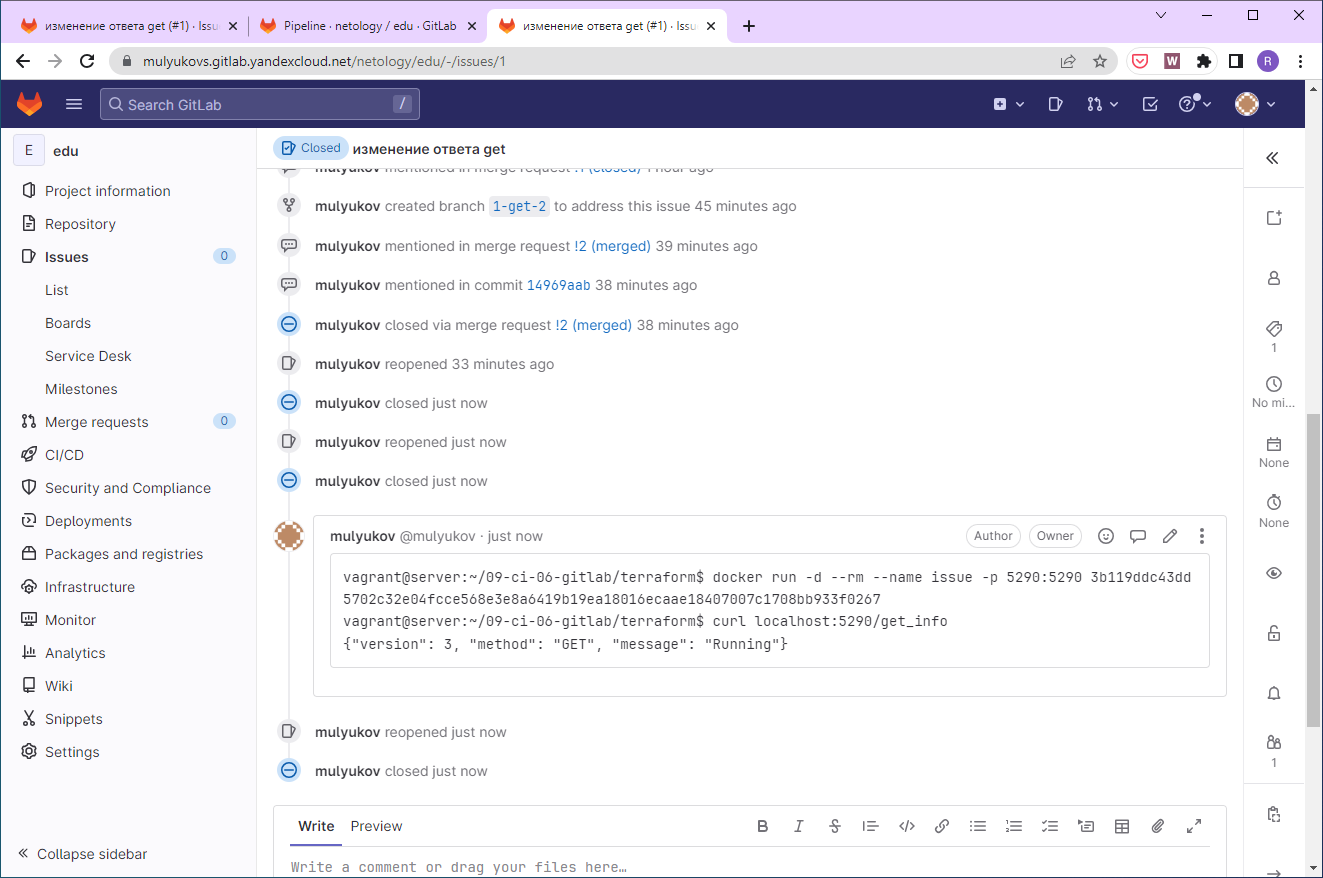 изменение ответа get (#1) · Issu
Pipeline · netology / edu · GitLab
изменение ответа get (#1) · Issu
mulyukovs.gitlab.yandexcloud.net/netology/edu/-/issues/1
W
R
Search GitLab
/
E
edu
Project information
Repository
Issues
0
List
Boards
Service Desk
Milestones
Merge requests
0
CI/CD
Security and Compliance
Deployments
Packages and registries
Infrastructure
Monitor
Analytics
Wiki
Snippets
Settings
Collapse sidebar
Closed
изменение ответа get
mulyukov mentioned in merge request !1 (closed) 1 hour ago
mulyukov created branch 1-get-2 to address this issue 45 minutes ago
mulyukov mentioned in merge request !2 (merged) 39 minutes ago
mulyukov mentioned in commit 14969aab 38 minutes ago
mulyukov closed via merge request !2 (merged) 38 minutes ago
mulyukov reopened 33 minutes ago
mulyukov closed just now
mulyukov reopened just now
mulyukov closed just now
mulyukov @mulyukov · just now
Author
Owner
vagrant@server:~/09-ci-06-gitlab/terraform$ docker run -d --rm --name issue -p 5290:5290 3b119ddc43dd
5702c32e04fcce568e3e8a6419b19ea18016ecaae18407007c1708bb933f0267
vagrant@server:~/09-ci-06-gitlab/terraform$ curl localhost:5290/get_info
{"version": 3, "method": "GET", "message": "Running"}
mulyukov reopened just now
mulyukov closed just now
Write
Preview
B
I
S
Write a comment or drag your files here…
1
No mi...
None
None
1